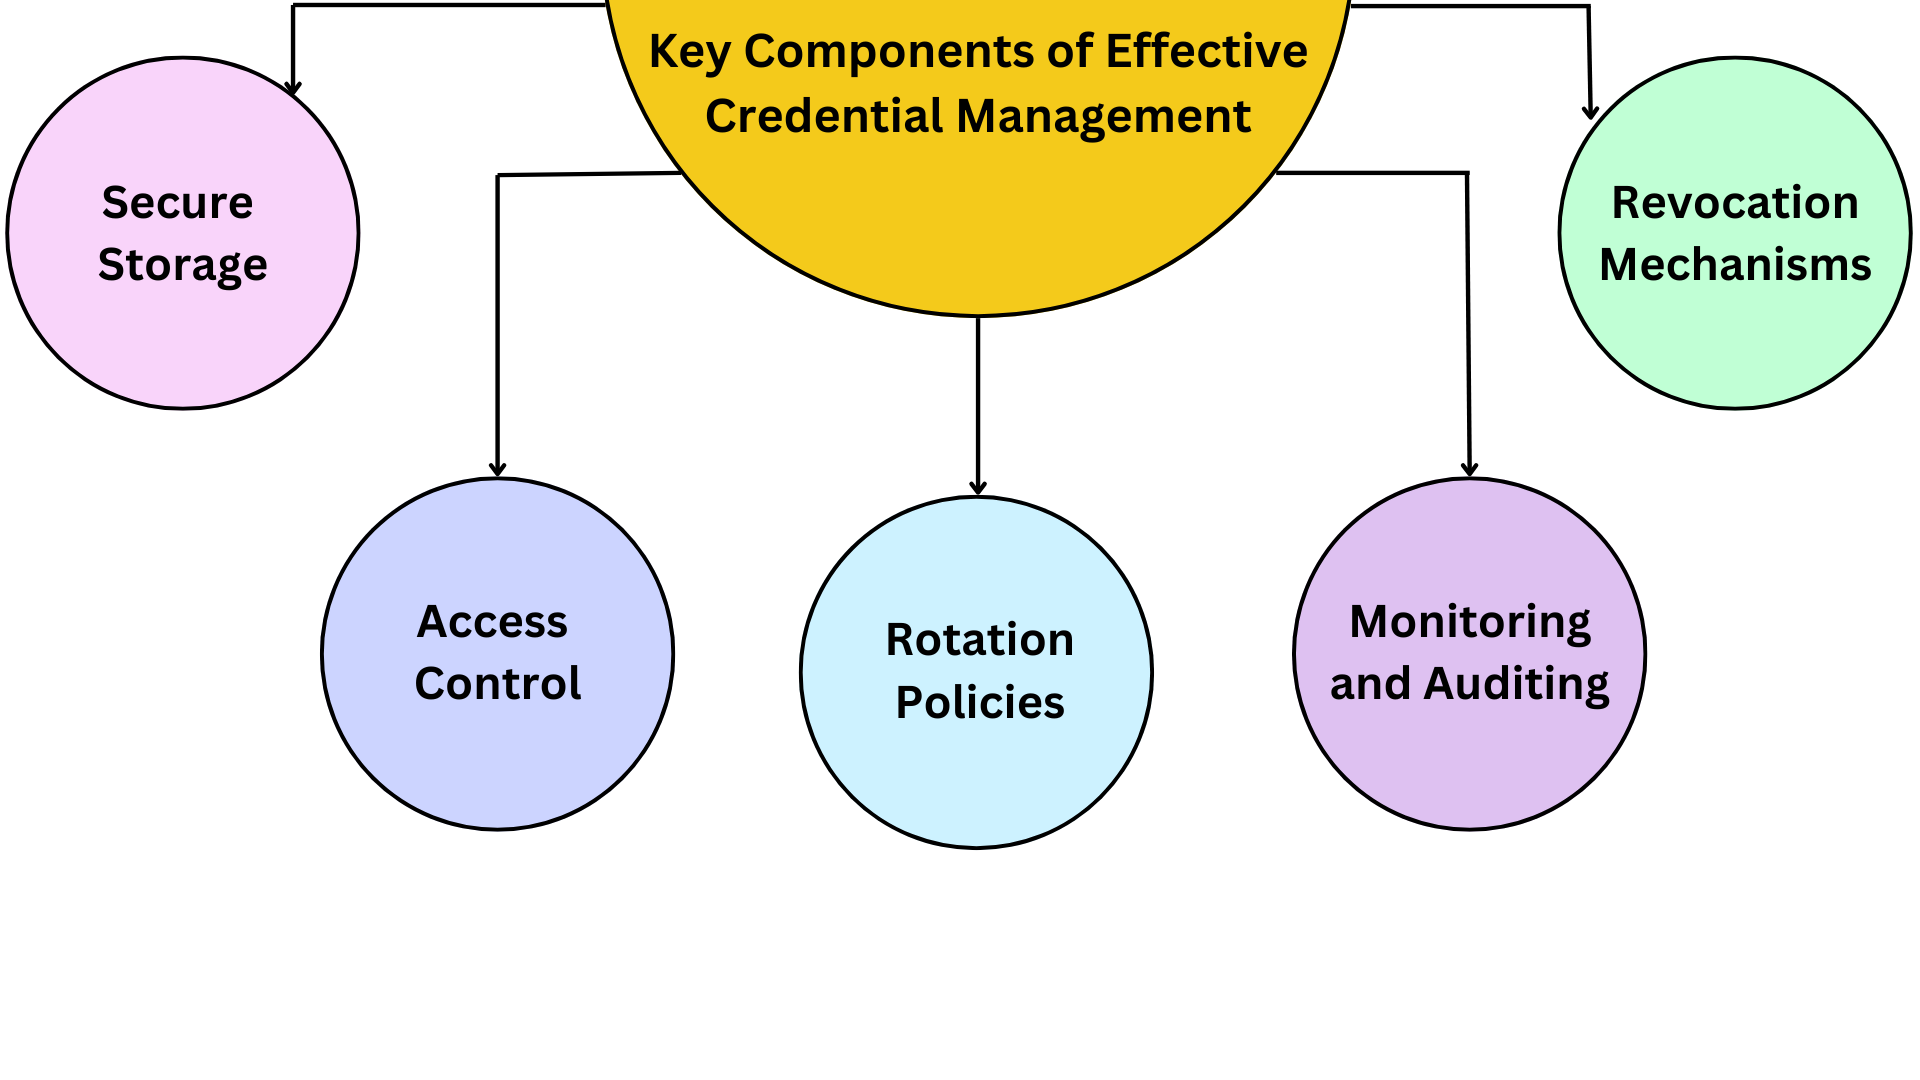 Key Components of Effective
Credential Management
Secure
Storage
Revocation
Mechanisms
Access
Control
Rotation
Policies
Monitoring
and Auditing